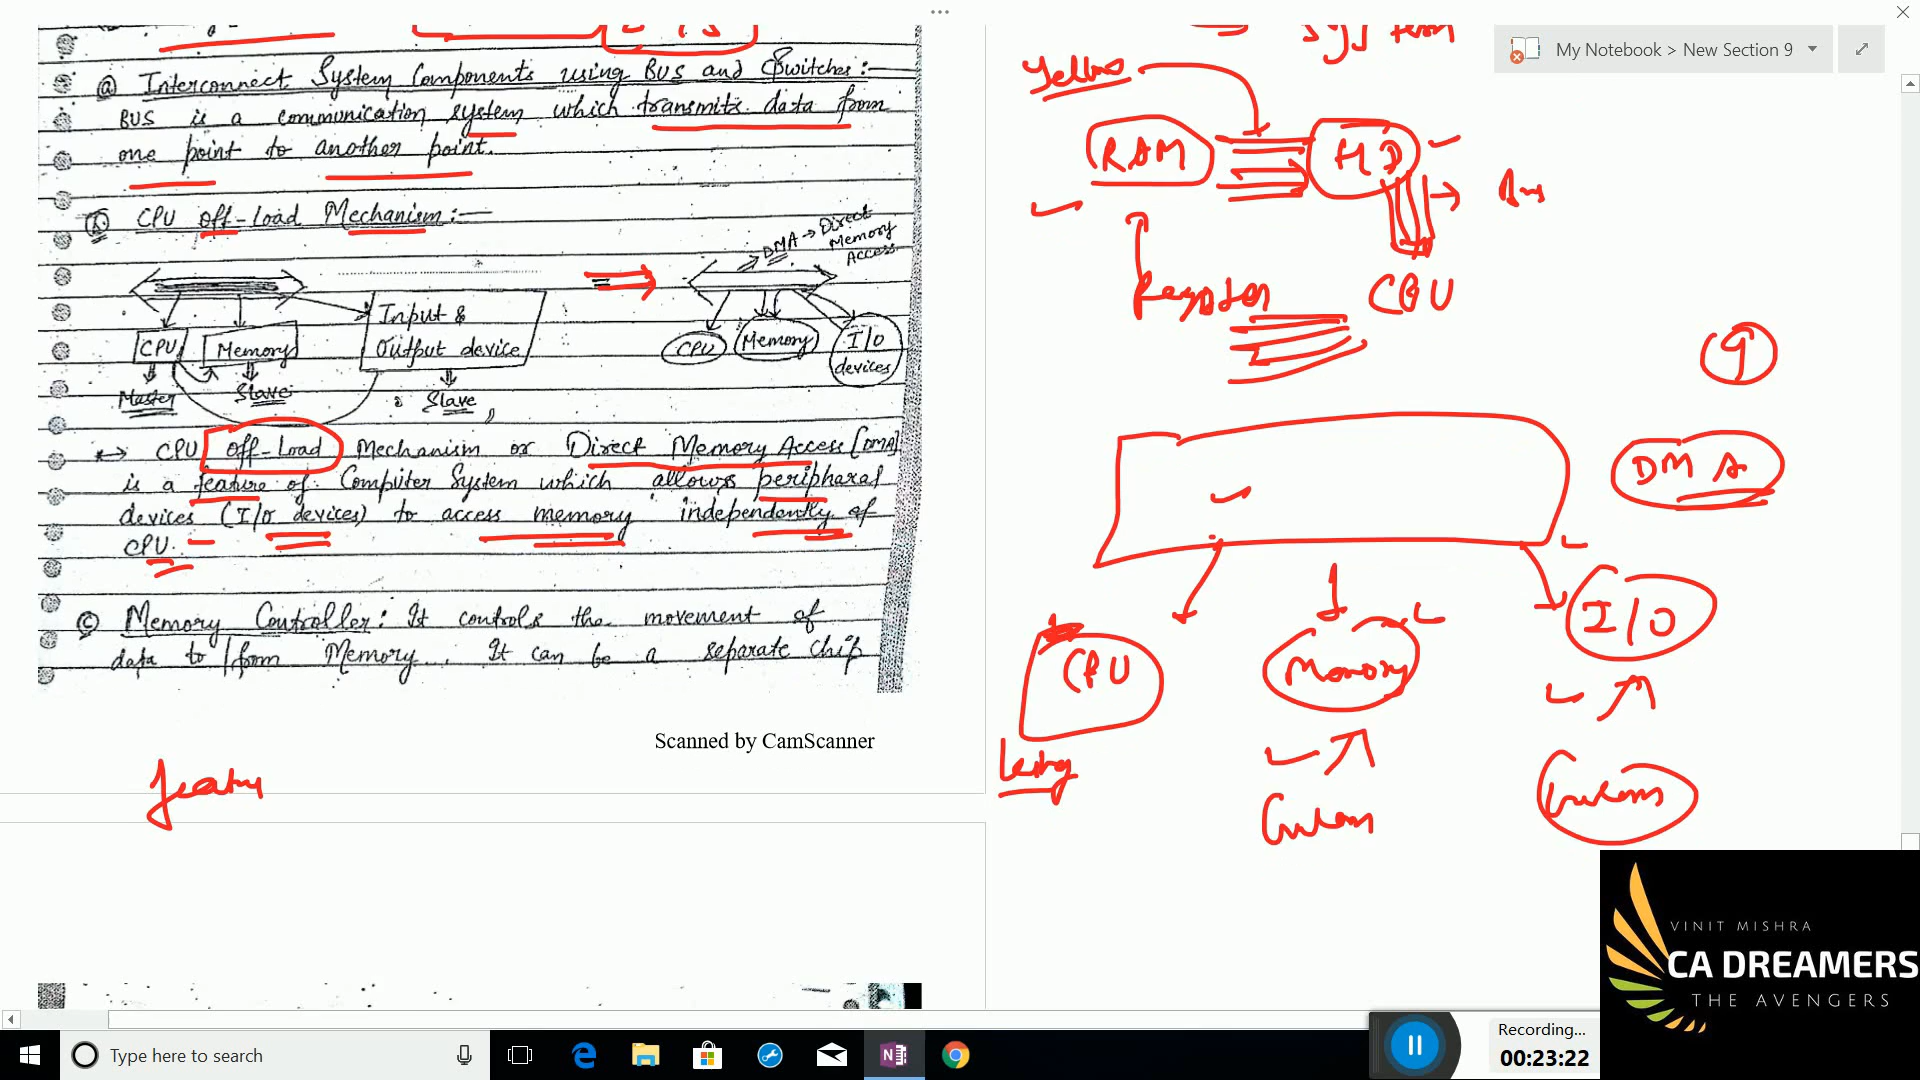 My Notebook > New Section 9
ⓐ Interconnect System Components using BUS and Switches:-
BUS is a communication system which transmits data from
one point to another point.
CPU off-Load Mechanism:-
DMA → Direct
Memory
Access
CPU
Memory
Input &
Output device
Master
Slave
Slave
CPU
Memory
I/O
devices
CPU Off-Load Mechanism or Direct Memory Access [DMA]
is a feature of Computer System which allows peripheral
devices (I/O devices) to access memory independently of
CPU.
ⓒ Memory Controller: It controls the movement of
data to/from Memory. It can be a separate chip
Scanned by CamScanner
System
Yellow
RAM
HD
Register
CPU
9
DMA
CPU
Memory
I/O
VINIT MISHRA
CA DREAMERS
THE AVENGERS
Type here to search
Recording...
00:23:22